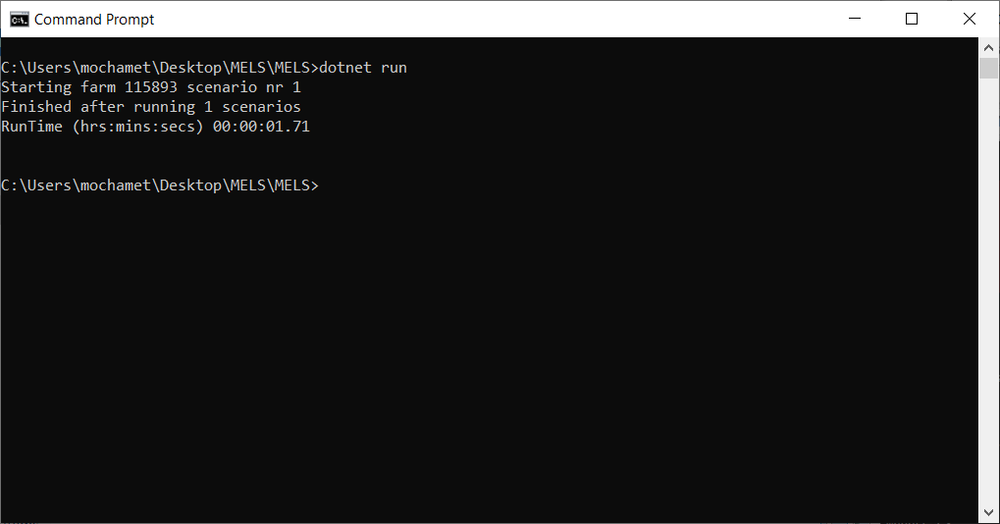 Command Prompt
C:\Users\mochamet\Desktop\MELS\MELS>dotnet run
Starting farm 115893 scenario nr 1
Finished after running 1 scenarios
RunTime (hrs:mins:secs) 00:00:01.71
C:\Users\mochamet\Desktop\MELS\MELS>